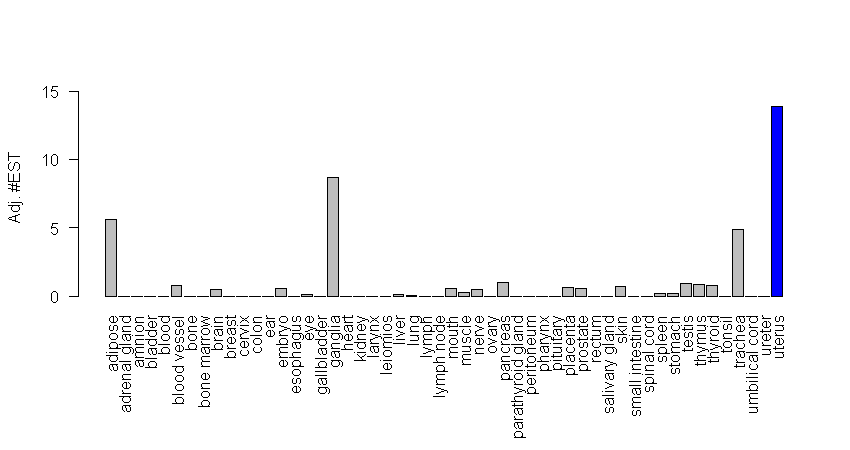 Adj. #EST
15
10
5
0
adipose
adrenal gland
amnion
bladder
blood
blood vessel
bone
bone marrow
brain
breast
cervix
colon
ear
embryo
esophagus
eye
gallbladder
ganglia
heart
kidney
larynx
leiomios
liver
lung
lymph
lymph node
mouth
muscle
nerve
ovary
pancreas
parathyroid gland
peritoneum
pharynx
pituitary
placenta
prostate
rectum
salivary gland
skin
small intestine
spinal cord
spleen
stomach
testis
thymus
thyroid
tonsil
trachea
umbilical cord
ureter
uterus